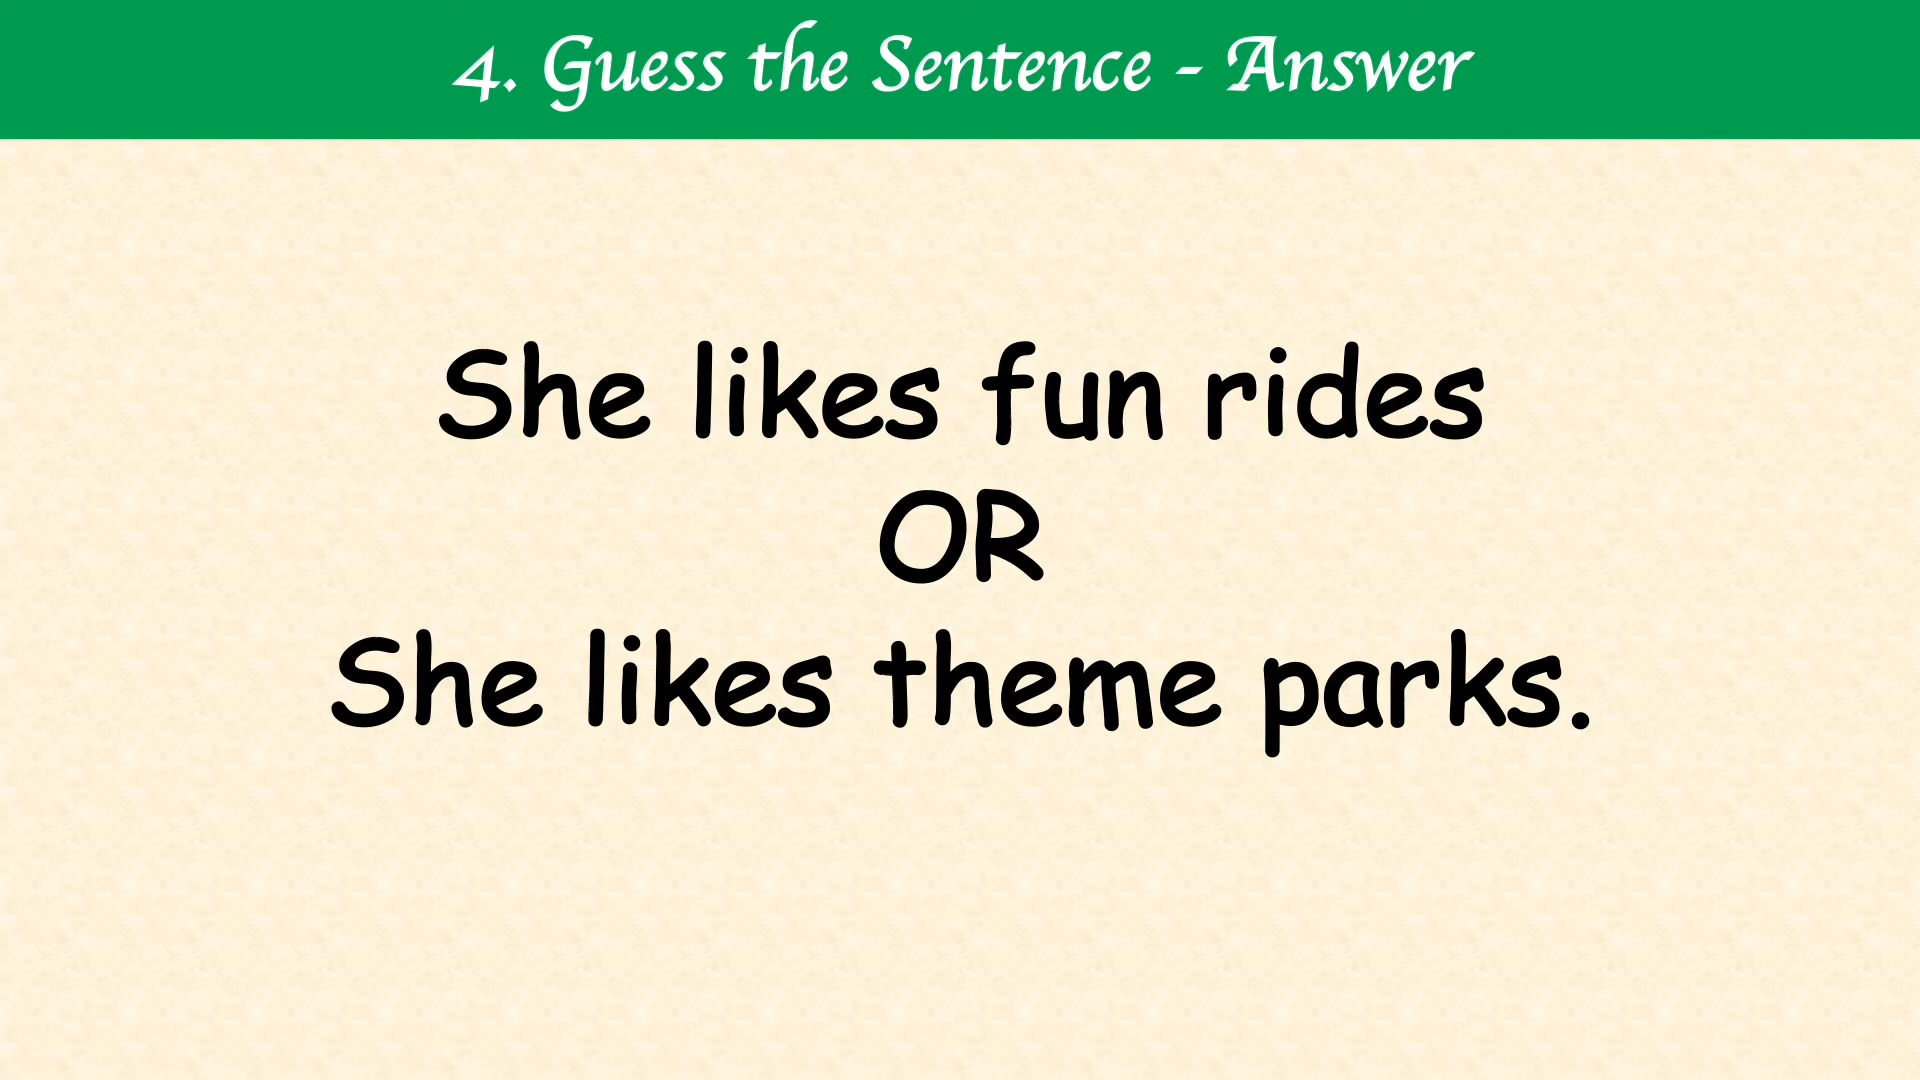 4. Guess the Sentence - Answer
She likes fun rides
OR
She likes theme parks.